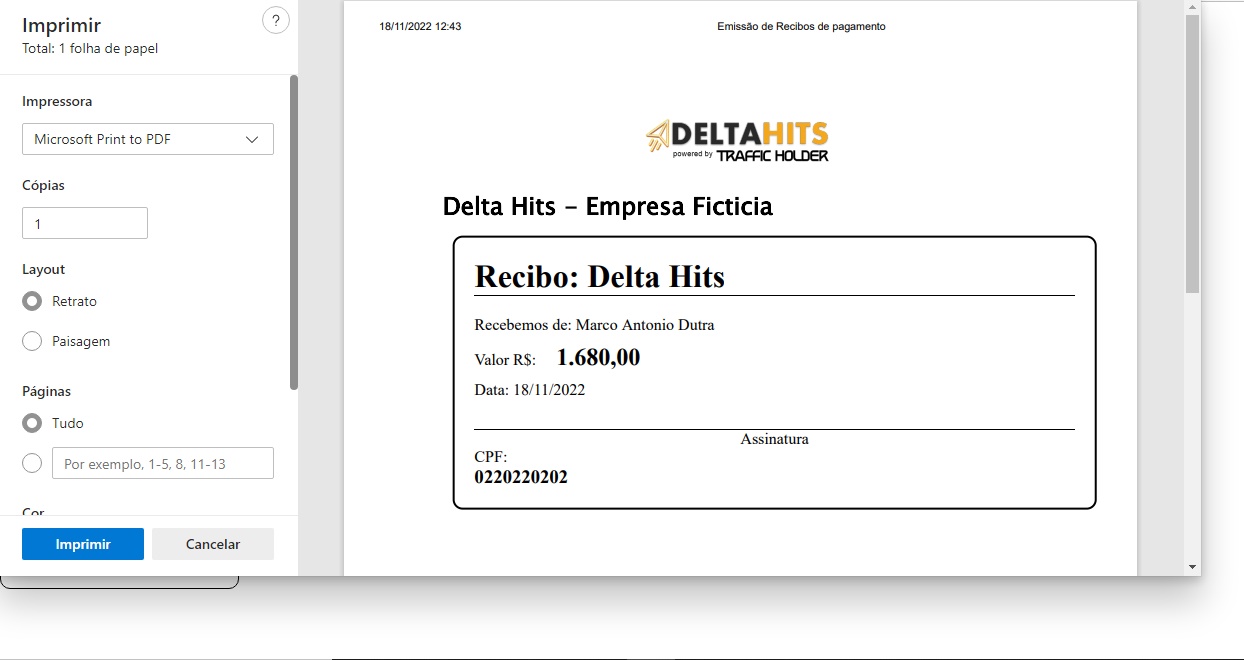 Imprimir
?
Total: 1 folha de papel
Impressora
Microsoft Print to PDF
Cópias
1
Layout
Retrato
Paisagem
Páginas
Tudo
Por exemplo, 1-5, 8, 11-13
Cor
Imprimir
Cancelar
18/11/2022 12:43
Emissão de Recibos de pagamento
DELTAHITS
powered by TRAFFIC HOLDER
Delta Hits – Empresa Ficticia
Recibo: Delta Hits
Recebemos de: Marco Antonio Dutra
Valor R$: 1.680,00
Data: 18/11/2022
Assinatura
CPF:
0220220202